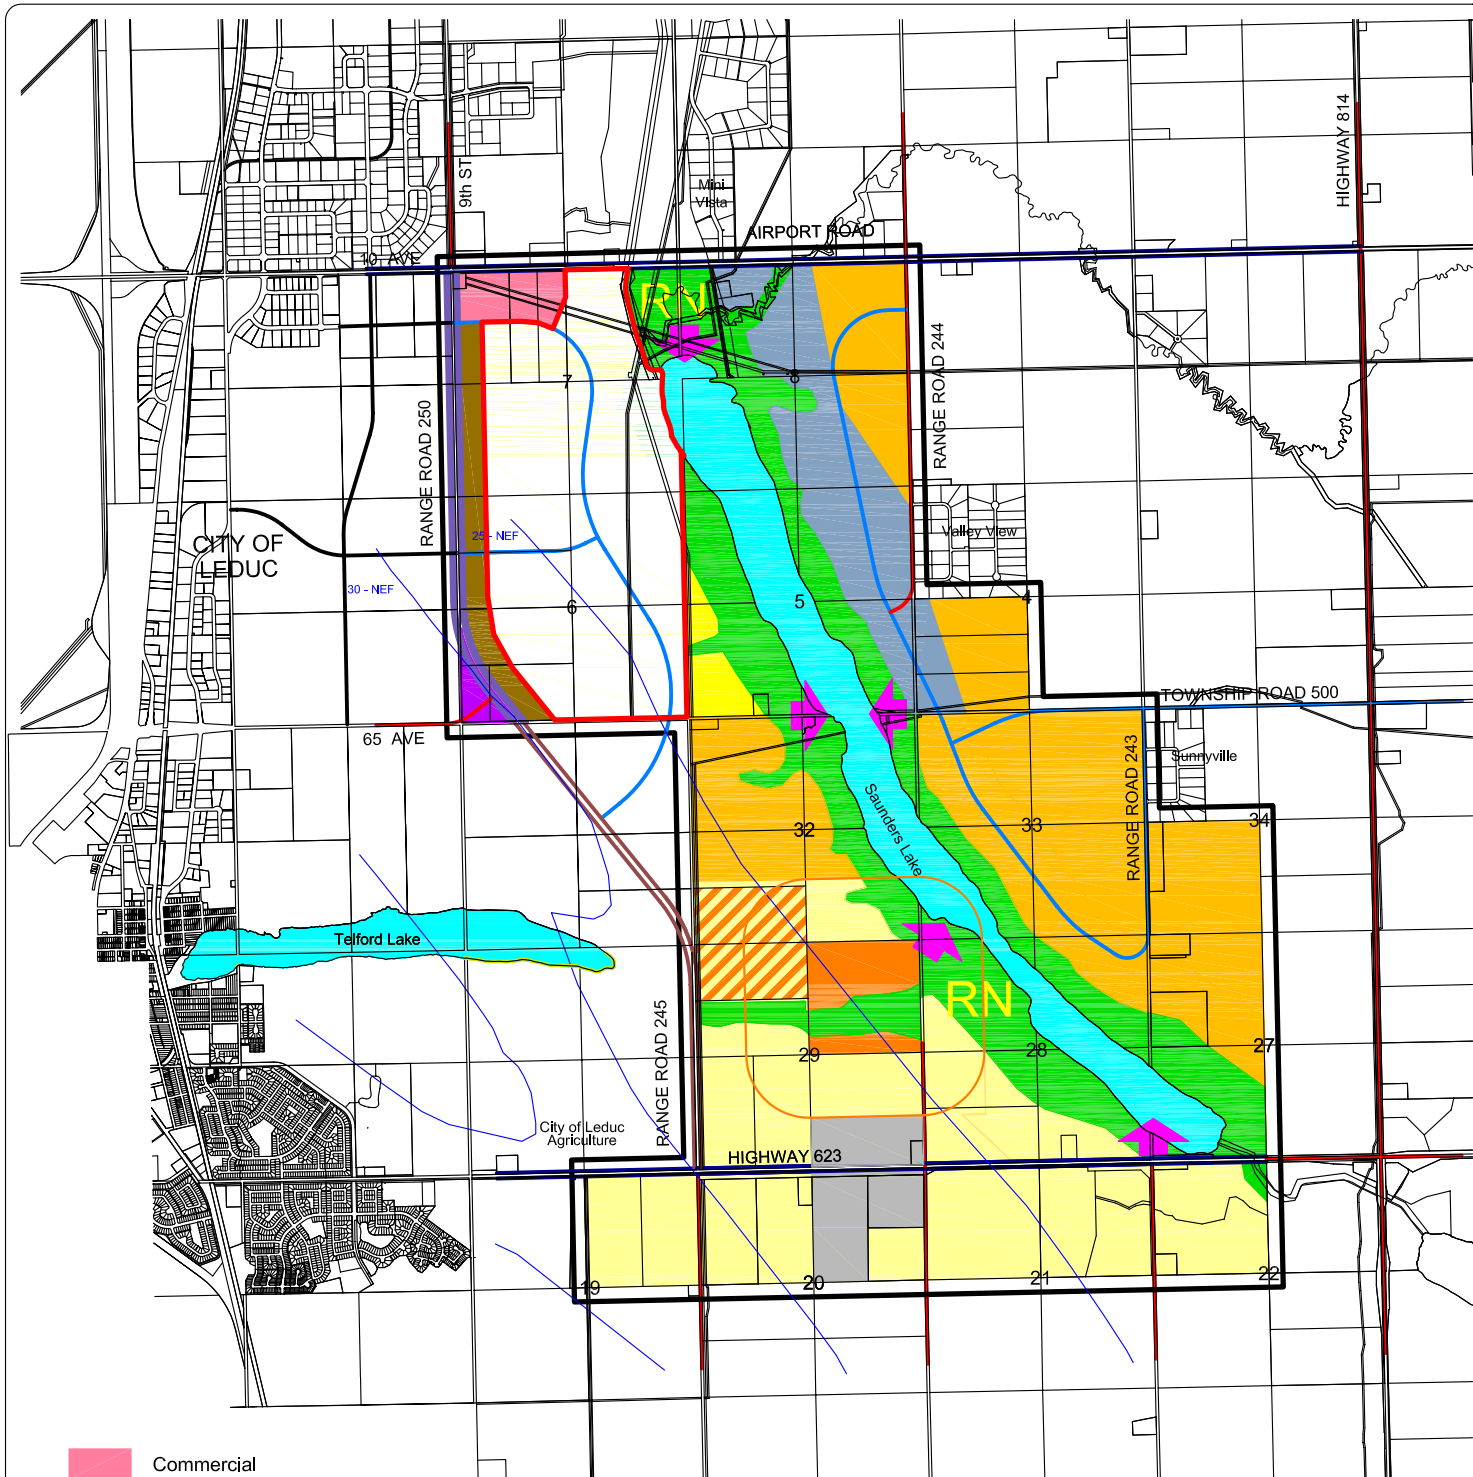 HIGHWAY 814
9th ST
Mini
Vista
AIRPORT ROAD
10 AVE
RN
RANGE ROAD 244
7
8
RANGE ROAD 250
CITY OF
LEDUC
25 - NEF
Valley View
30 - NEF
6
5
4
TOWNSHIP ROAD 500
65 AVE
RANGE ROAD 243
Sunnyville
Saunders Lake
32
33
34
Telford Lake
RN
RANGE ROAD 245
29
28
27
City of Leduc
Agriculture
HIGHWAY 623
19
20
21
22
Commercial